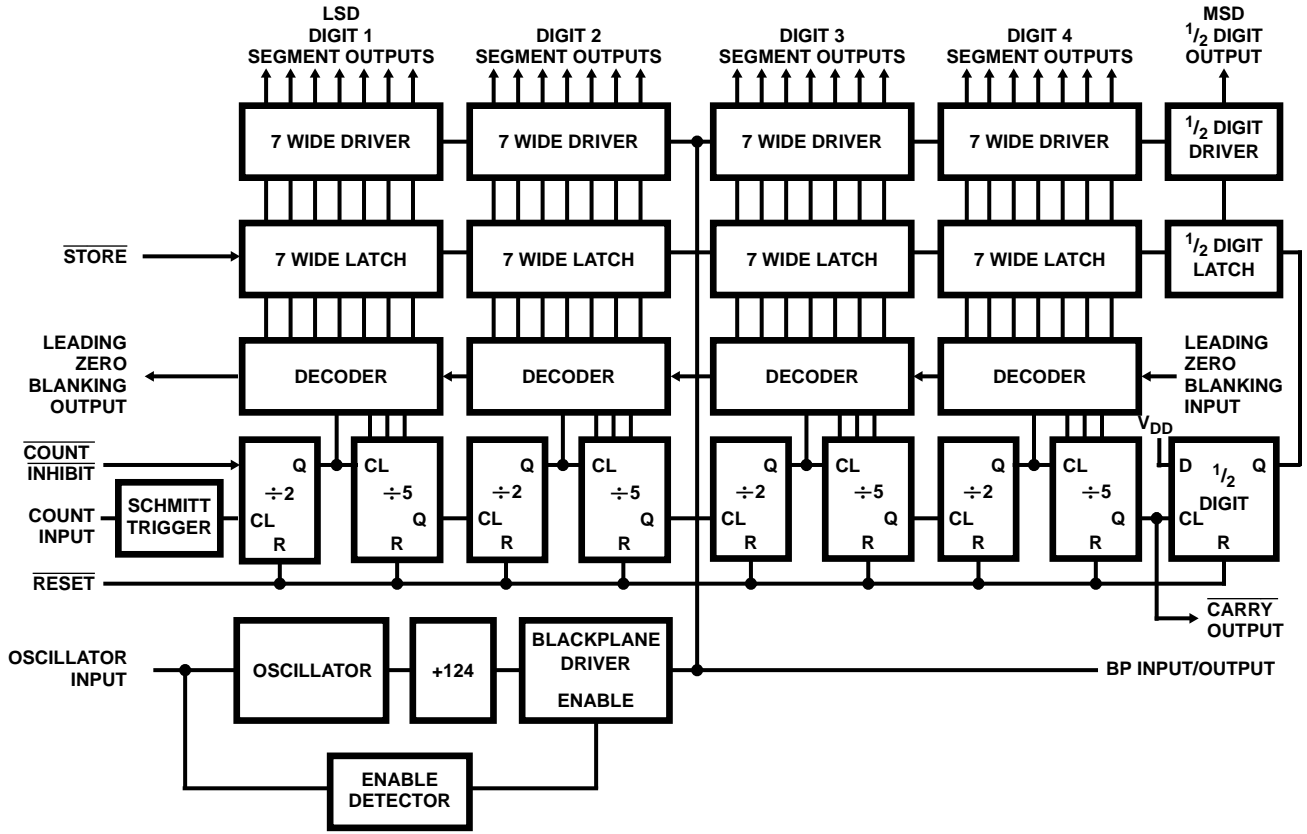 LSD
DIGIT 1
SEGMENT OUTPUTS
DIGIT 2
SEGMENT OUTPUTS
DIGIT 3
SEGMENT OUTPUTS
DIGIT 4
SEGMENT OUTPUTS
MSD
1/2 DIGIT
OUTPUT
7 WIDE DRIVER
7 WIDE DRIVER
7 WIDE DRIVER
7 WIDE DRIVER
1/2 DIGIT
DRIVER
STORE
7 WIDE LATCH
7 WIDE LATCH
7 WIDE LATCH
7 WIDE LATCH
1/2 DIGIT
LATCH
LEADING
ZERO
BLANKING
OUTPUT
DECODER
DECODER
DECODER
DECODER
LEADING
ZERO
BLANKING
INPUT
COUNT
INHIBIT
COUNT
INPUT
SCHMITT
TRIGGER
Q
÷2
CL
R
CL
÷5
Q
R
Q
÷2
CL
R
CL
÷5
Q
R
Q
÷2
CL
R
CL
÷5
Q
R
Q
÷2
CL
R
CL
÷5
Q
R
VDD
D
1/2
DIGIT
Q
CL
R
RESET
CARRY
OUTPUT
OSCILLATOR
INPUT
OSCILLATOR
+124
BLACKPLANE
DRIVER
ENABLE
BP INPUT/OUTPUT
ENABLE
DETECTOR